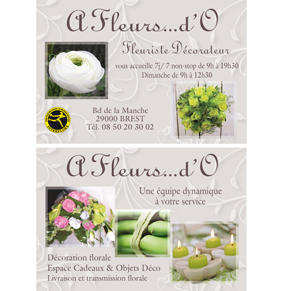 A Fleurs...d'O
Fleuriste Décorateur
vous accueille 7j/ 7 non-stop de 9h à 19h30
Dimanche de 9h à 12h30
Bd de la Manche
29000 BREST
Tél. 08 50 20 30 02
A Fleurs...d'O
Une équipe dynamique
à votre service
Décoration florale
Espace Cadeaux & Objets Déco
Livraison et transmission florale